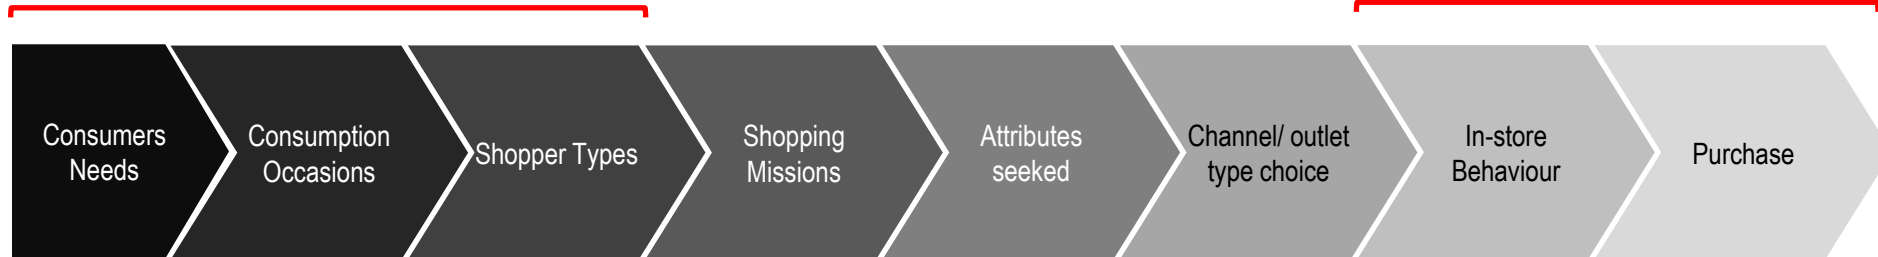 Consumers
Needs
Consumption
Occasions
Shopper Types
Shopping
Missions
Attributes
seeked
Channel/ outlet
type choice
In-store
Behaviour
Purchase